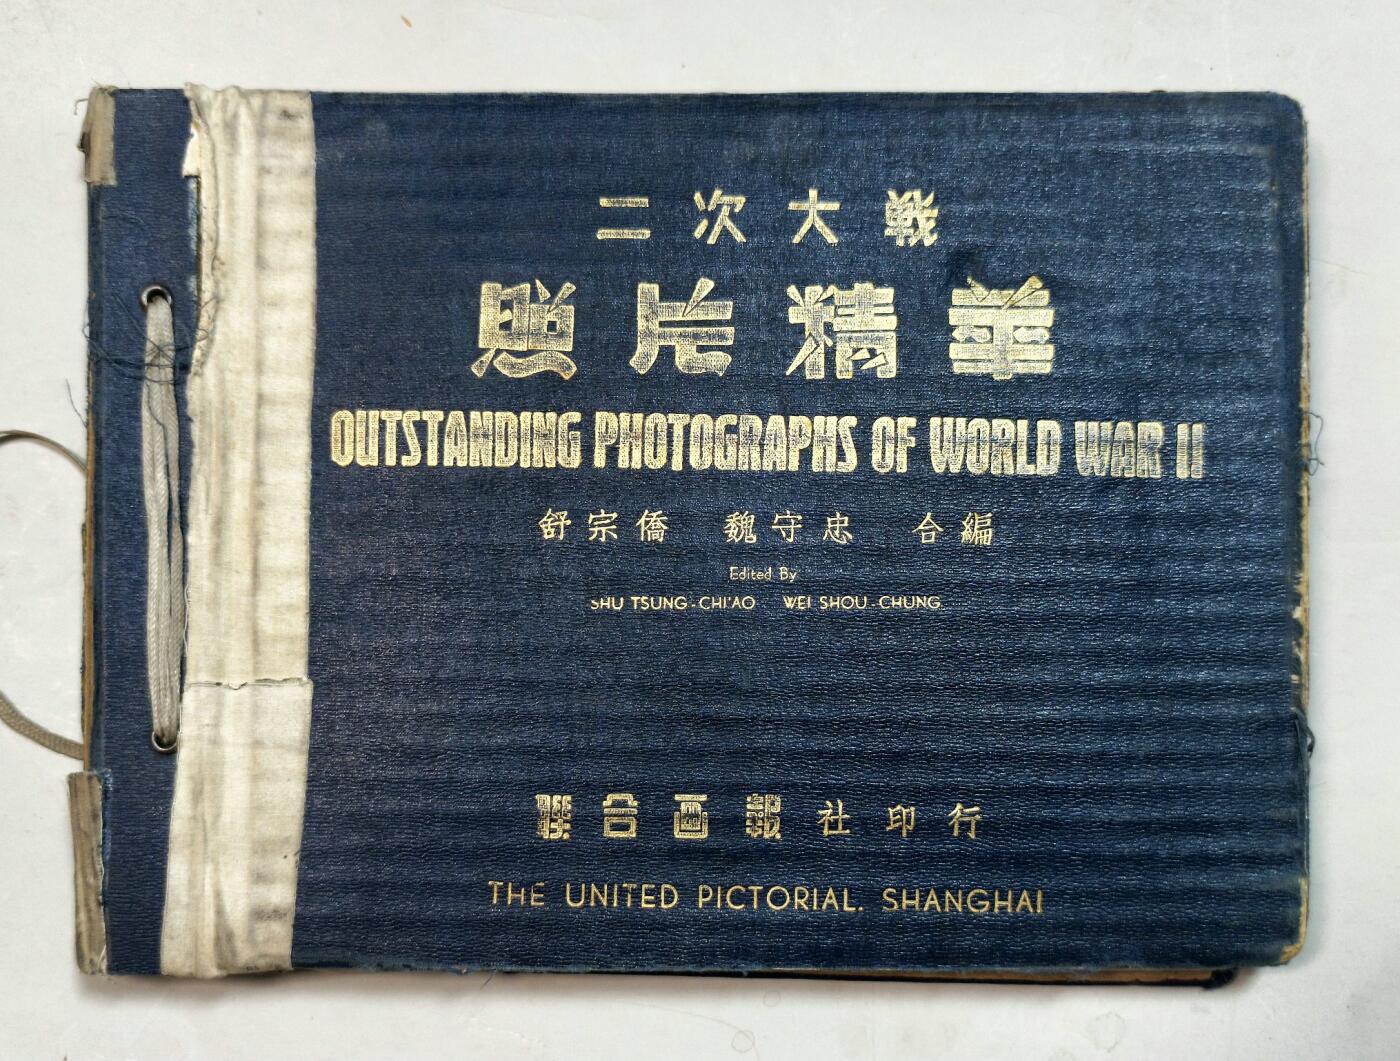 二次大戰
照片精華
OUTSTANDING PHOTOGRAPHS OF WORLD WAR II
舒宗僑 魏守忠 合編
Edited By
SHU TSUNG-CHI'AO WEI SHOU-CHUNG
聯合画報社印行
THE UNITED PICTORIAL. SHANGHAI